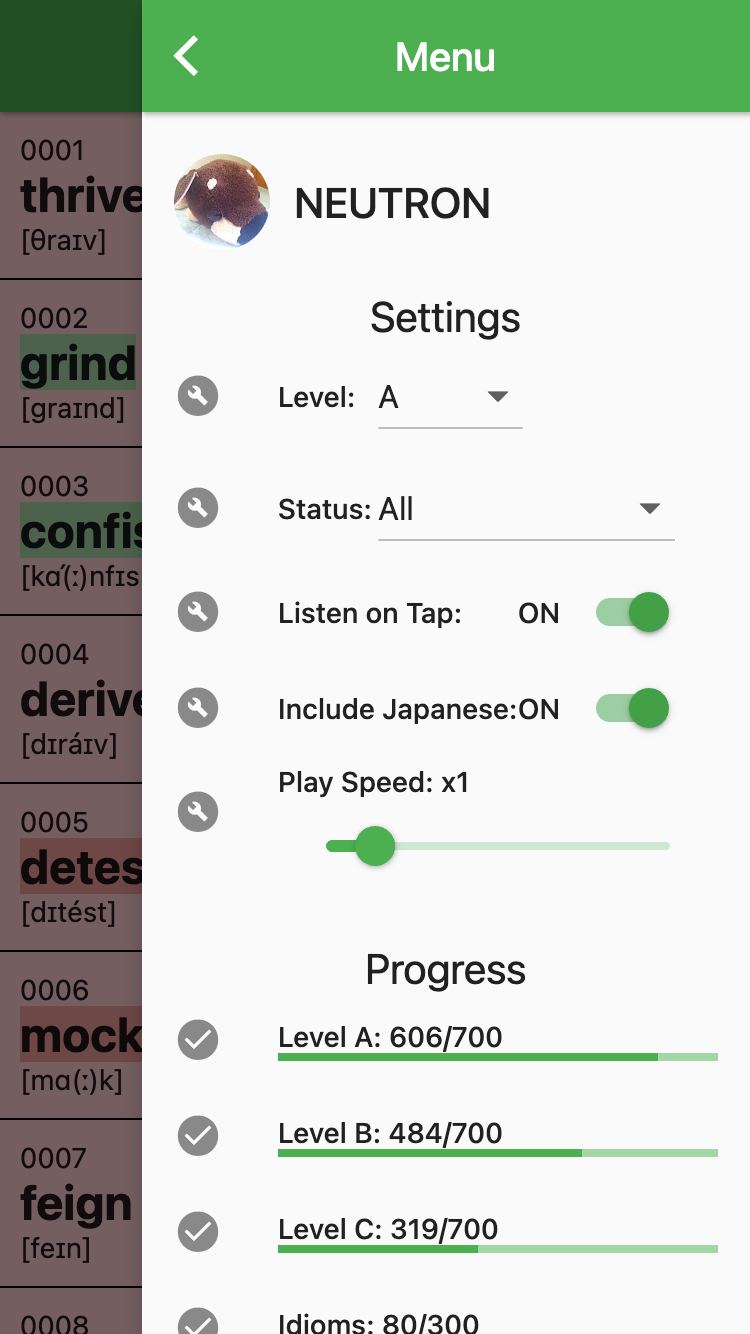 Menu
NEUTRON
Settings
Level: A
Status: All
Listen on Tap: ON
Include Japanese: ON
Play Speed: x1
Progress
Level A: 606/700
Level B: 484/700
Level C: 319/700
Idioms: 80/300
0001
thrive
[θraɪv]
0002
grind
[graɪnd]
0003
confis
[kɑ́(ː)nfɪs
0004
derive
[dɪráɪv]
0005
detes
[dɪtést]
0006
mock
[mɑ(ː)k]
0007
feign
[feɪn]
0008